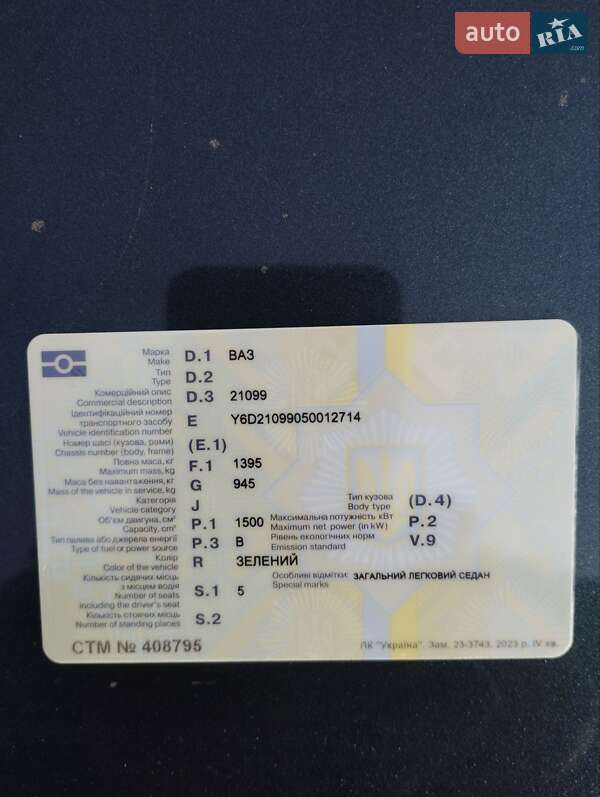 auto RIA .com
Марка D.1 ВАЗ
Make
Тип D.2
Type
Комерційний опис D.3 21099
Commercial description
Ідентифікаційний номер
транспортного засобу E Y6D21099050012714
Vehicle identification number
Номер шасі (кузова, рами) (E.1)
Chassis number (body, frame)
Повна маса, кг F.1 1395
Maximum mass, kg
Маса без навантаження, кг G 945
Mass of the vehicle in service, kg
Категорія J Тип кузова (D.4)
Vehicle category Body type
Об'єм двигуна, см³ P.1 1500 Максимальна потужність кВт P.2
Capacity, cm³ Maximum net power (in kW)
Тип палива або джерела енергії P.3 B Рівень екологічних норм V.9
Type of fuel or power source Emission standard
Колір R ЗЕЛЕНИЙ
Color of the vehicle
Кількість сидячих місць Особливі відмітки: ЗАГАЛЬНИЙ ЛЕГКОВИЙ СЕДАН
з місцем водія S.1 5 Special marks
Number of seats
including the driver's seat
Кількість стоячих місць S.2
Number of standing places
СТМ № 408795 ПК "Україна". Зам. 23-3743. 2023 р. IV кв.